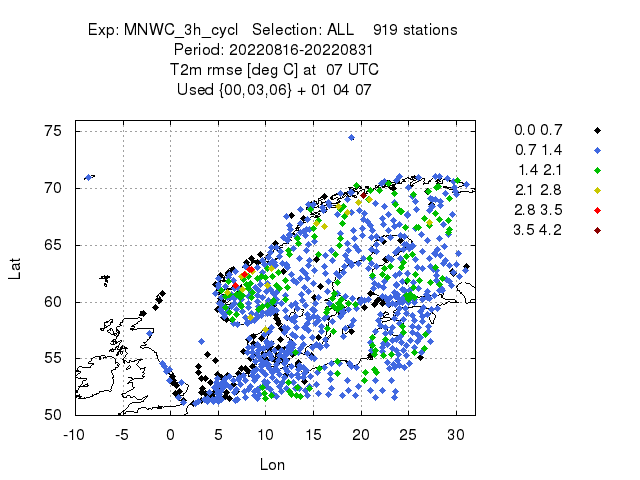 Exp: MNWC_3h_cycl Selection: ALL 919 stations
Period: 20220816-20220831
T2m rmse [deg C] at 07 UTC
Used {00,03,06} + 01 04 07
0.0 0.7
0.7 1.4
1.4 2.1
2.1 2.8
2.8 3.5
3.5 4.2
75
70
65
60
55
50
Lat
-10 -5 0 5 10 15 20 25 30
Lon